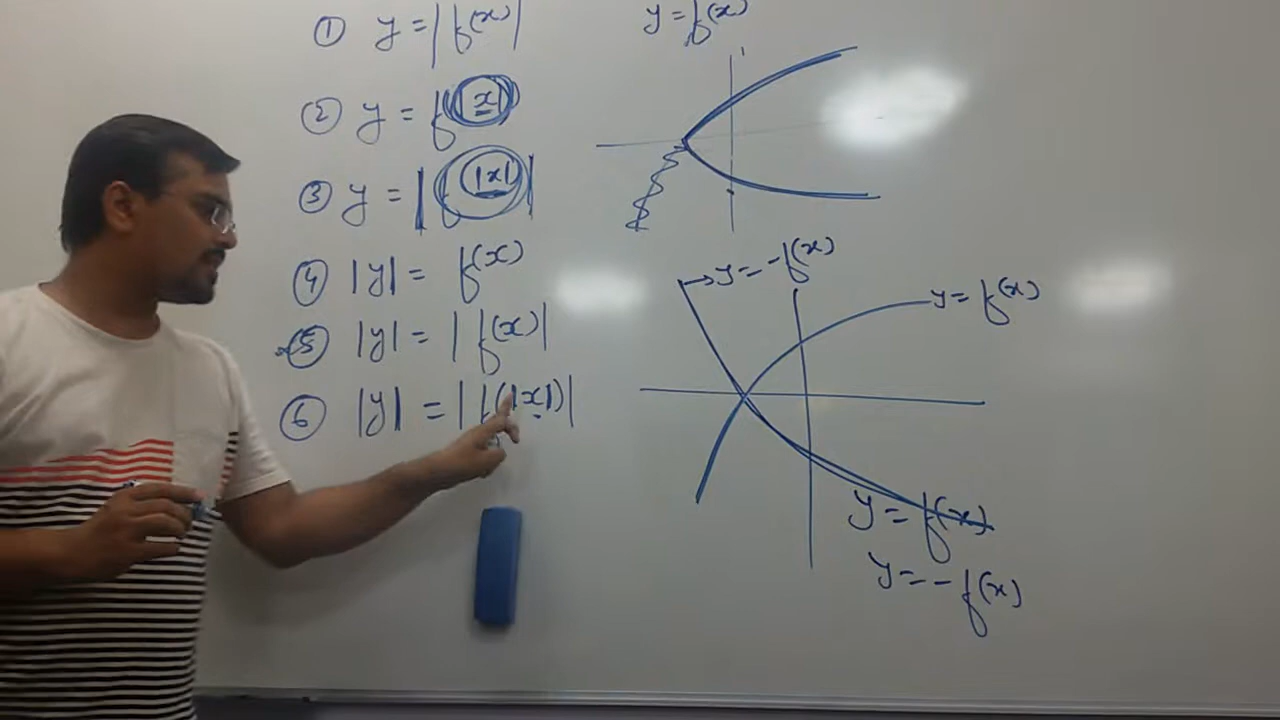 ① y = |f(x)|
② y = f(|x|)
③ y = |f(|x|)|
④ |y| = f(x)
⑤ |y| = |f(x)|
⑥ |y| = |f(|x|)|
y = f(x)
→ y = -f(x)
y = f(x)
y = f(x)
y = -f(x)